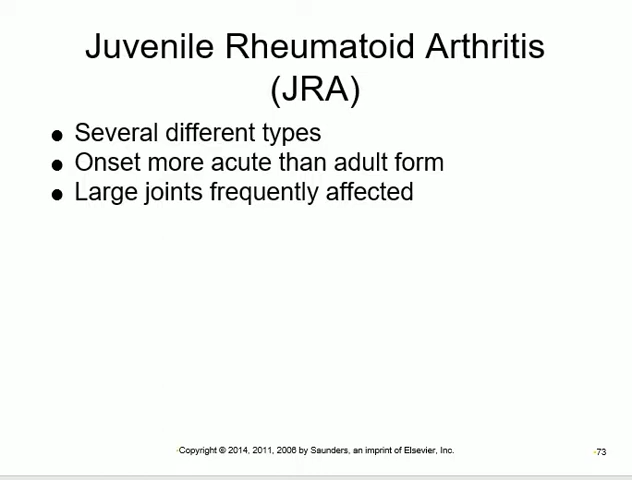 Juvenile Rheumatoid Arthritis
(JRA)
● Several different types
● Onset more acute than adult form
● Large joints frequently affected
Copyright © 2014, 2011, 2006 by Saunders, an imprint of Elsevier, Inc.
73